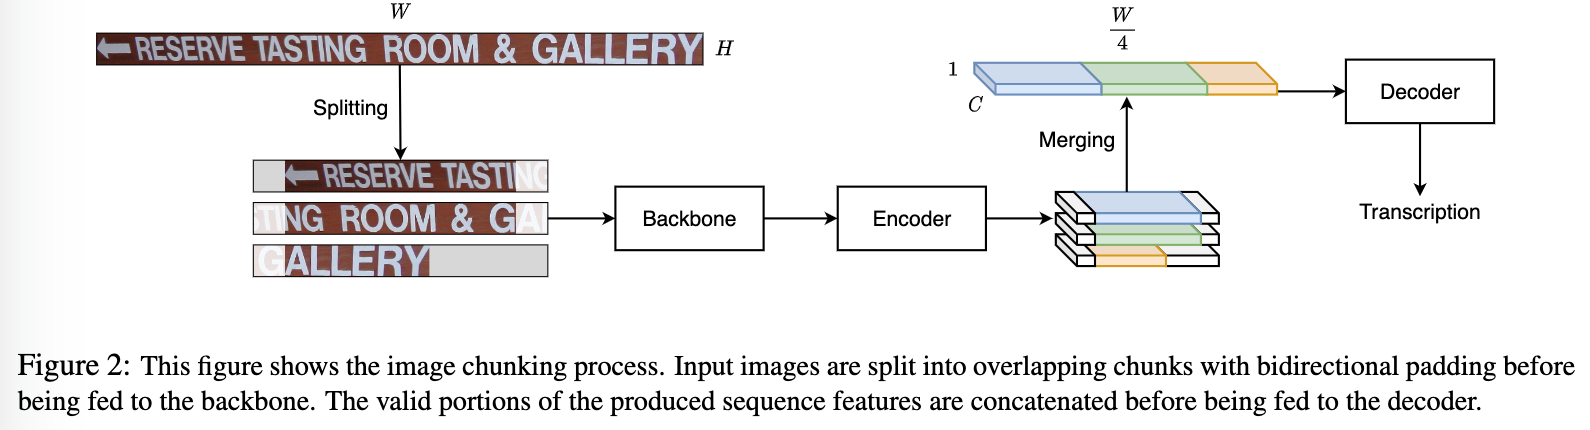 W
← RESERVE TASTING ROOM & GALLERY H
Splitting
← RESERVE TASTING
TING ROOM & GA
GALLERY
Backbone
Encoder
W
4
1
C
Merging
Decoder
Transcription
Figure 2: This figure shows the image chunking process. Input images are split into overlapping chunks with bidirectional padding before
being fed to the backbone. The valid portions of the produced sequence features are concatenated before being fed to the decoder.